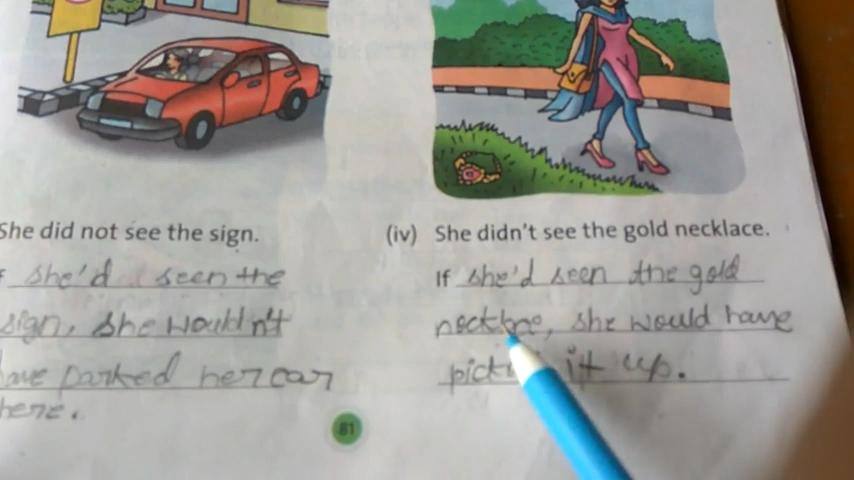 She did not see the sign.
she'd seen the
sign, she wouldn't
have parked her car
here.
81
(iv) She didn't see the gold necklace.
If she'd seen the gold
necklace, she would have
it up.